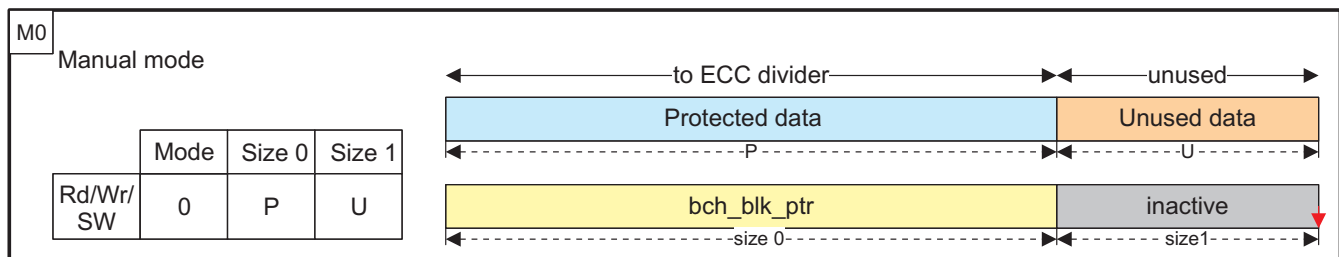 M0
Manual mode
to ECC divider
unused
Protected data
Unused data
P
U
Mode Size 0 Size 1
Rd/Wr/
SW
0 P U
bch_blk_ptr
inactive
size 0
size1